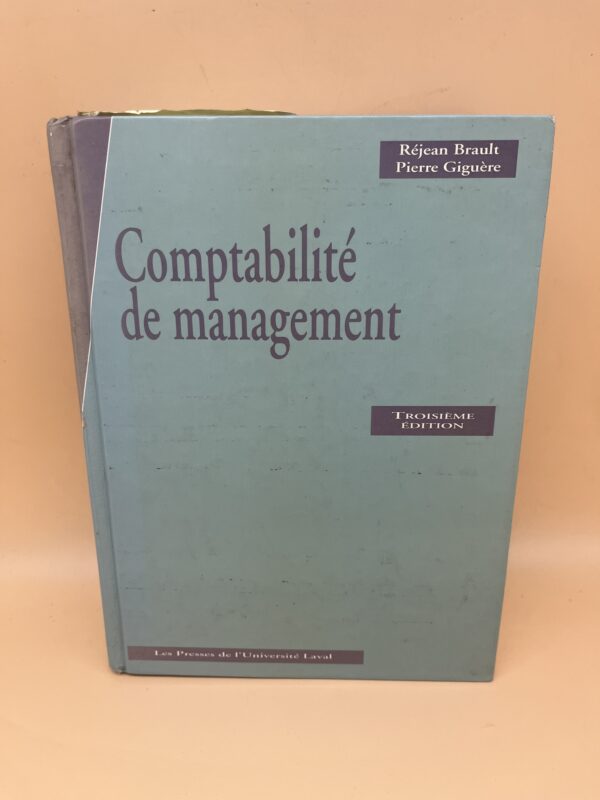 Réjean Brault
Pierre Giguère
Comptabilité
de management
TROISIÈME
ÉDITION
Les Presses de l'Université Laval